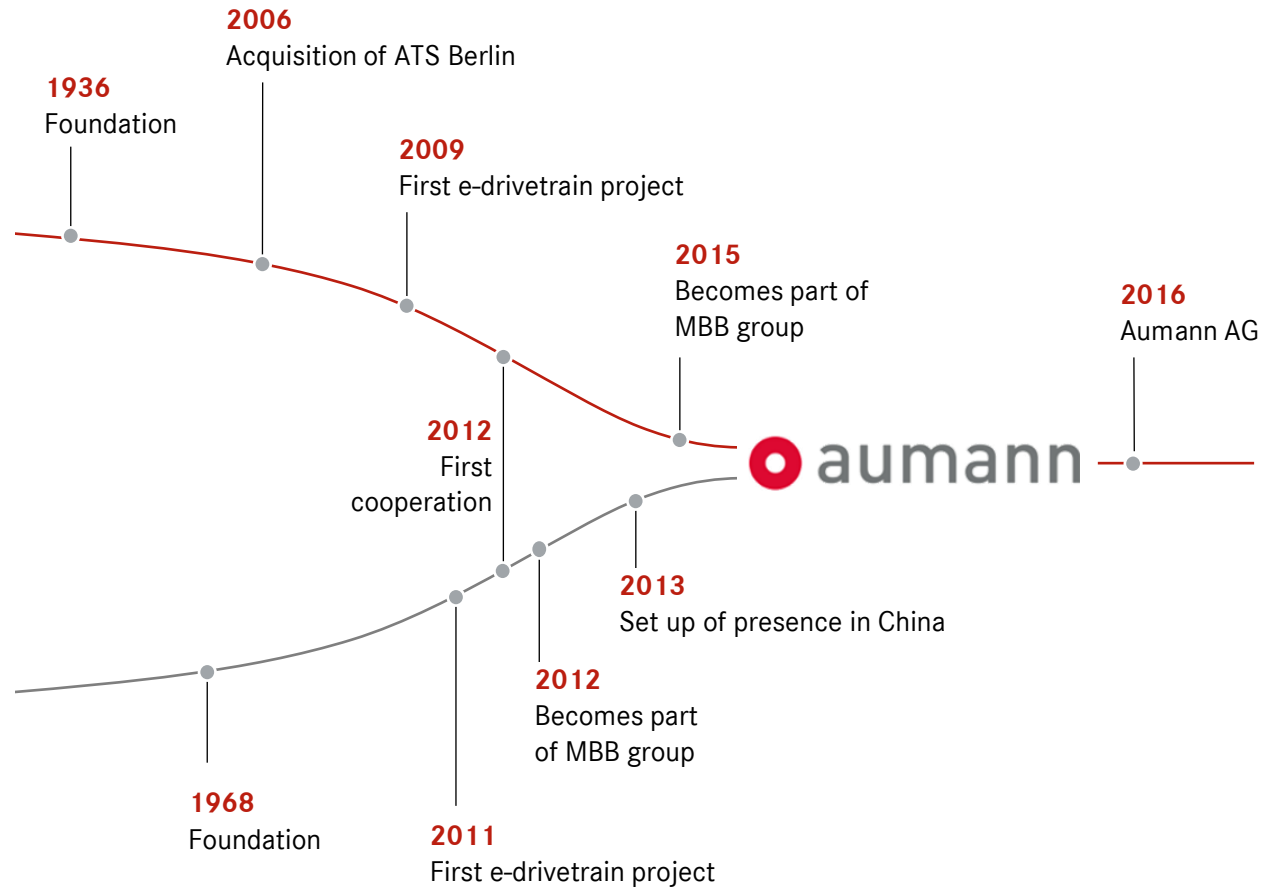 2006
Acquisition of ATS Berlin
1936
Foundation
2009
First e-drivetrain project
2015
Becomes part of
MBB group
2016
Aumann AG
2012
First
cooperation
aumann
2013
Set up of presence in China
2012
Becomes part
of MBB group
1968
Foundation
2011
First e-drivetrain project